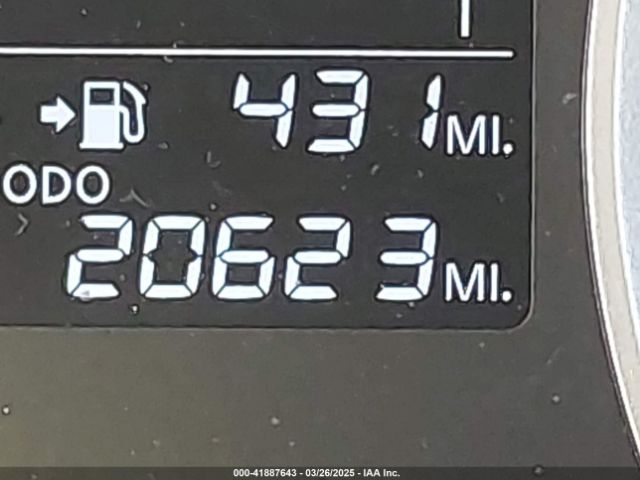 431 MI.
ODO
20623 MI.
000-41887643 - 03/26/2025 - IAA Inc.